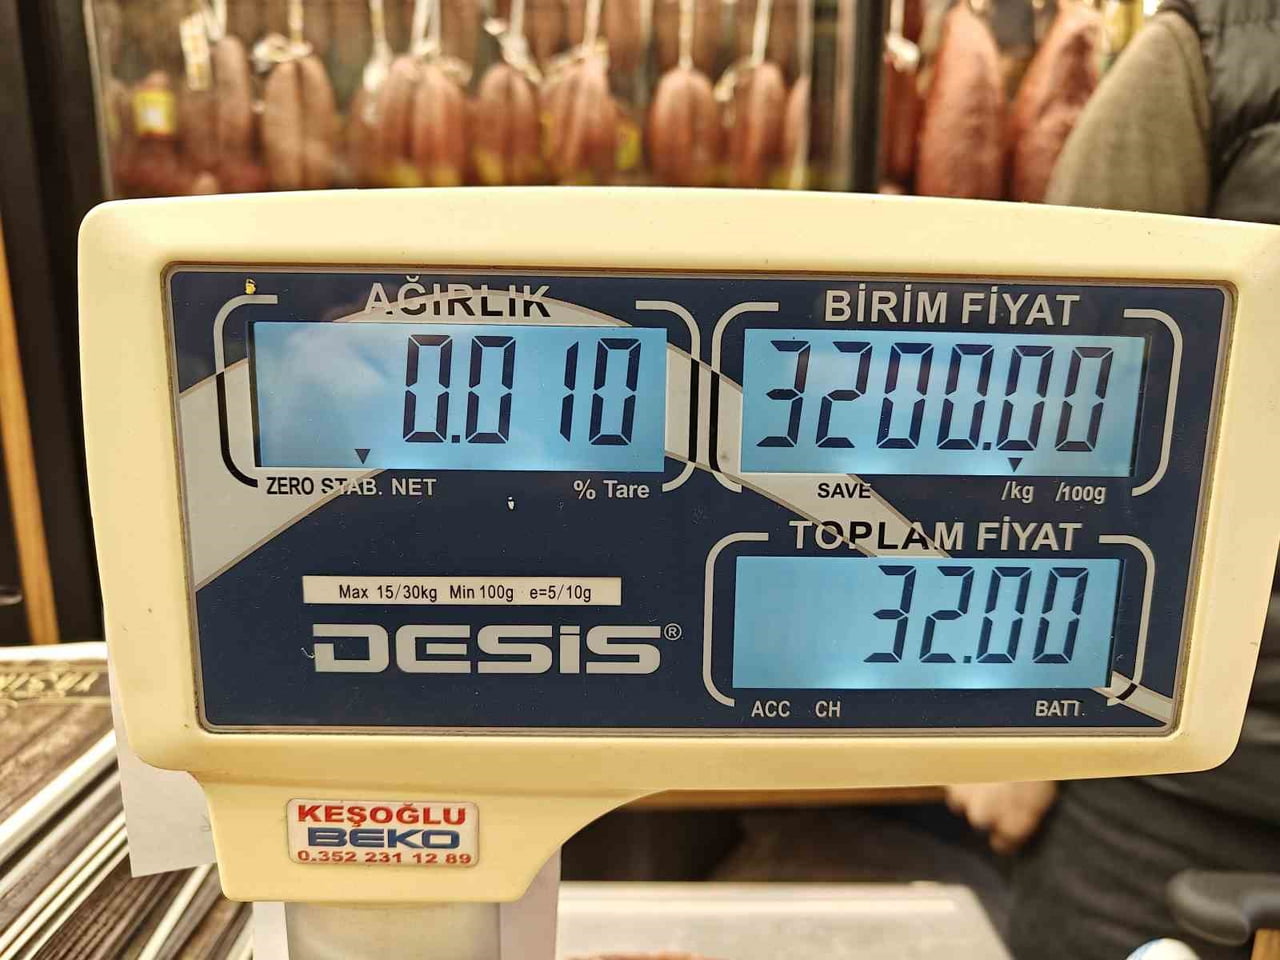 AĞIRLIK
0.010
ZERO STAB. NET % Tare
BİRİM FİYAT
3200.00
SAVE /kg /100g
TOPLAM FİYAT
32.00
ACC CH BATT.
Max 15/30kg Min 100g e=5/10g
DESiS®
KEŞOĞLU
BEKO
0.352 231 12 89